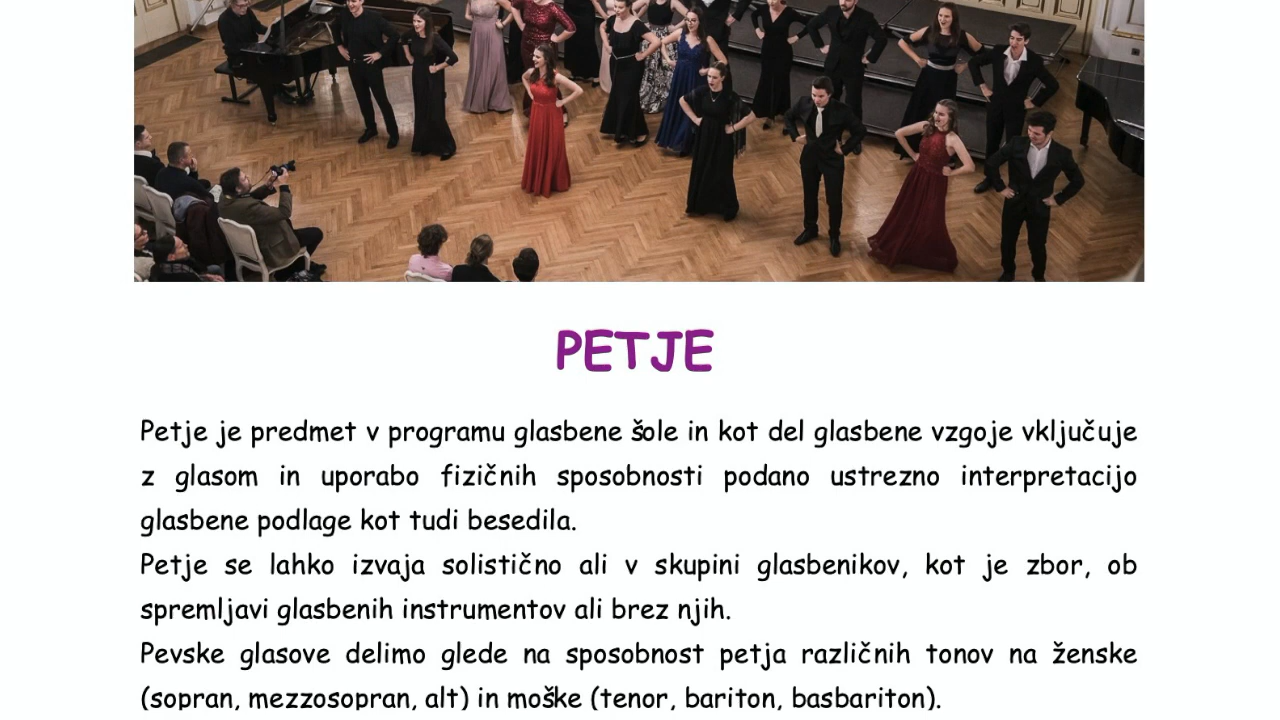 PETJE
Petje je predmet v programu glasbene šole in kot del glasbene vzgoje vključuje
z glasom in uporabo fizičnih sposobnosti podano ustrezno interpretacijo
glasbene podlage kot tudi besedila.
Petje se lahko izvaja solistično ali v skupini glasbenikov, kot je zbor, ob
spremljavi glasbenih instrumentov ali brez njih.
Pevske glasove delimo glede na sposobnost petja različnih tonov na ženske
(sopran, mezzosopran, alt) in moške (tenor, bariton, basbariton).